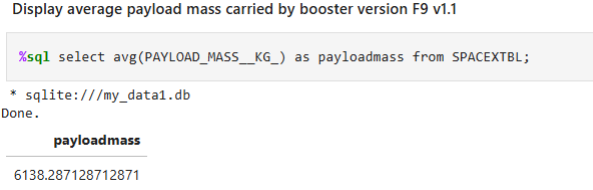 Display average payload mass carried by booster version F9 v1.1
%sql select avg(PAYLOAD_MASS__KG_) as payloadmass from SPACEXTBL;
* sqlite:///my_data1.db
Done.
payloadmass
6138.287128712871